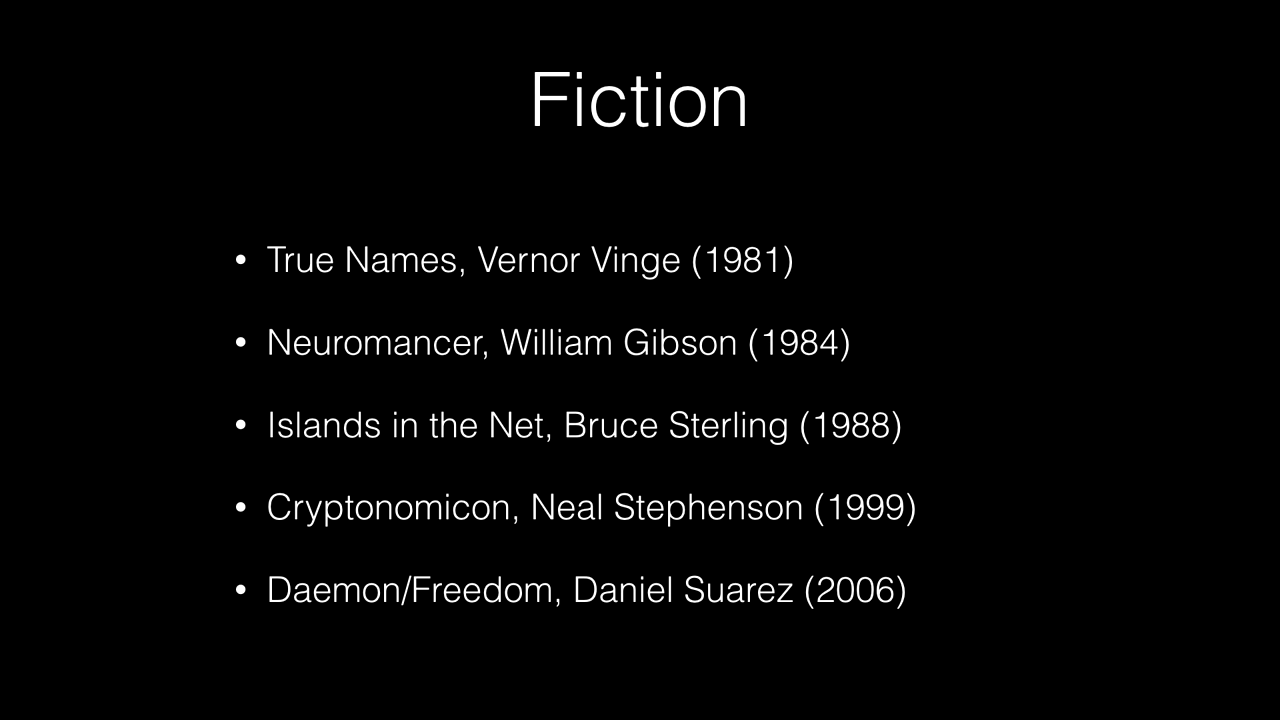 Fiction
• True Names, Vernor Vinge (1981)
• Neuromancer, William Gibson (1984)
• Islands in the Net, Bruce Sterling (1988)
• Cryptonomicon, Neal Stephenson (1999)
• Daemon/Freedom, Daniel Suarez (2006)